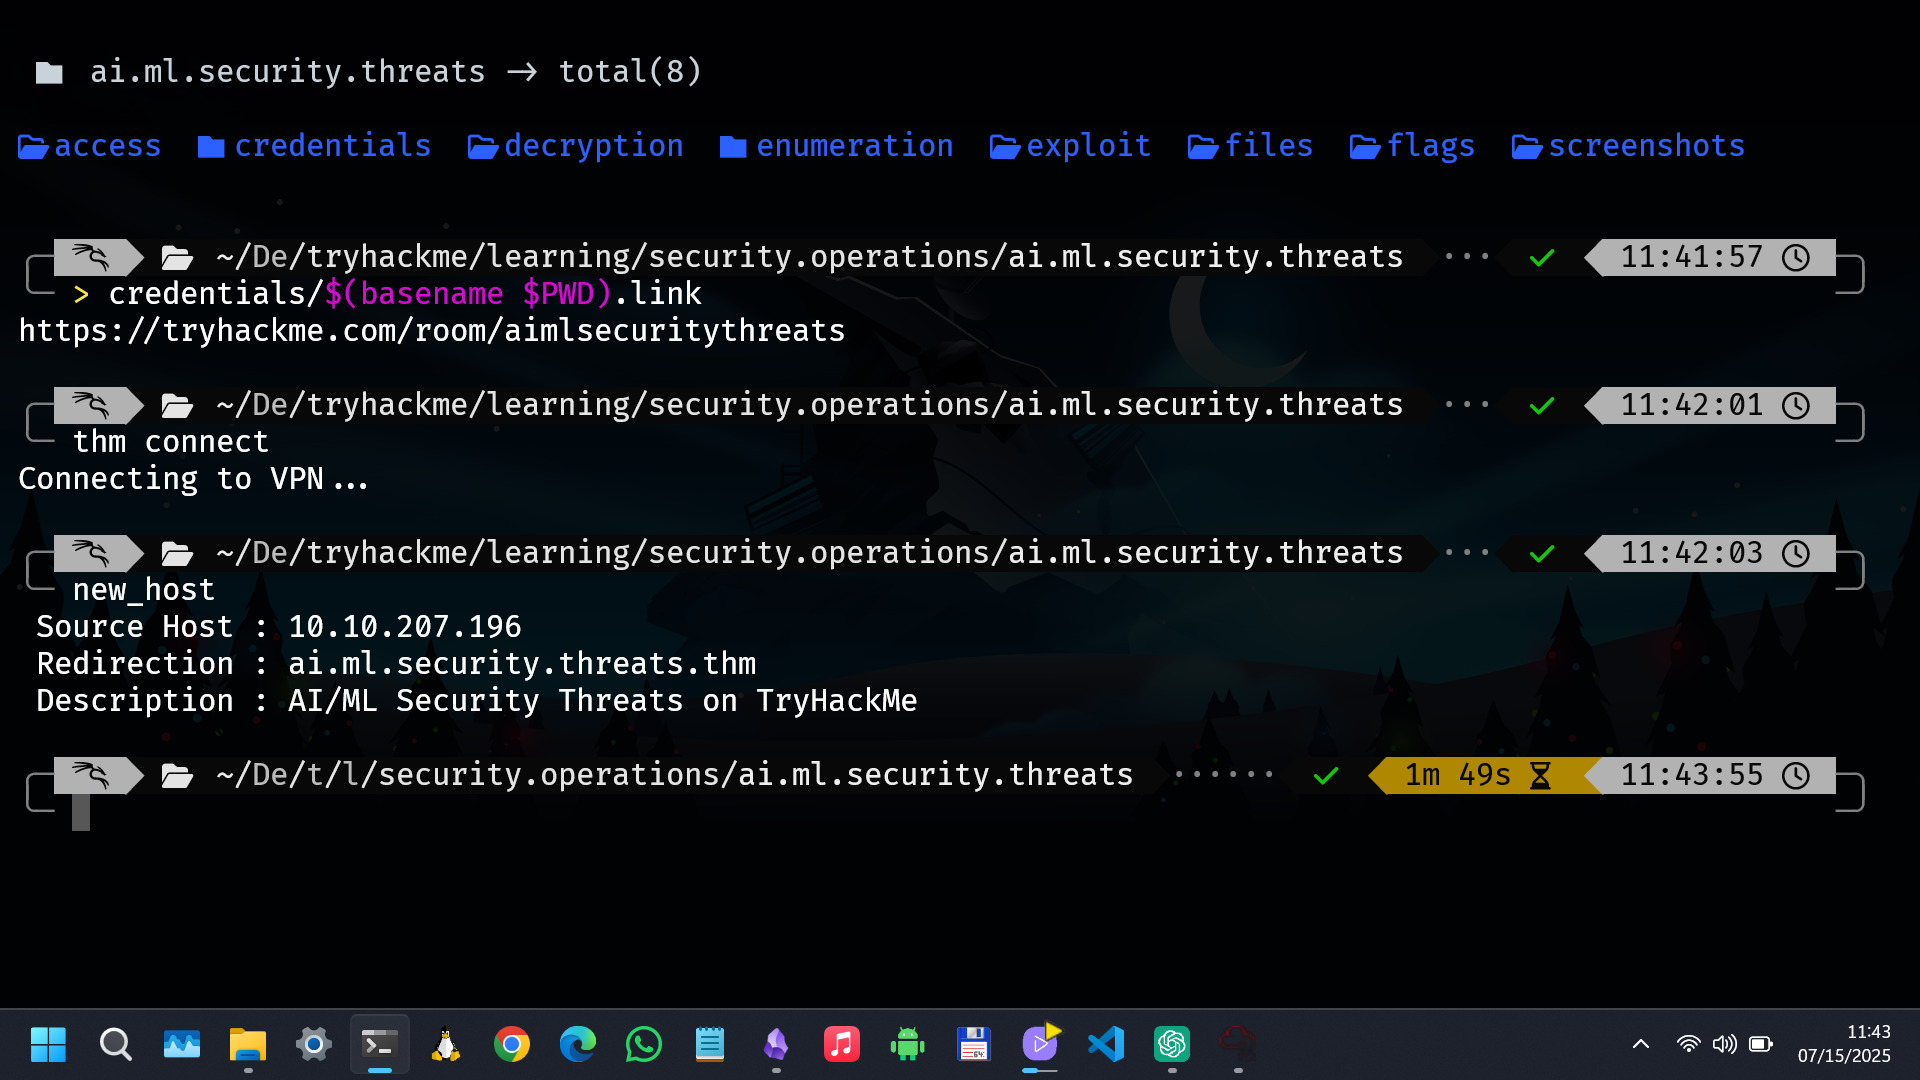 ai.ml.security.threats → total(8)
access credentials decryption enumeration exploit files flags screenshots
~/De/tryhackme/learning/security.operations/ai.ml.security.threats ··· ✓ 11:41:57
> credentials/$(basename $PWD).link
https://tryhackme.com/room/aimlsecuritythreats
~/De/tryhackme/learning/security.operations/ai.ml.security.threats ··· ✓ 11:42:01
thm connect
Connecting to VPN...
~/De/tryhackme/learning/security.operations/ai.ml.security.threats ··· ✓ 11:42:03
new_host
Source Host : 10.10.207.196
Redirection : ai.ml.security.threats.thm
Description : AI/ML Security Threats on TryHackMe
~/De/t/l/security.operations/ai.ml.security.threats ······ ✓ 1m 49s 11:43:55
64
11:43
07/15/2025